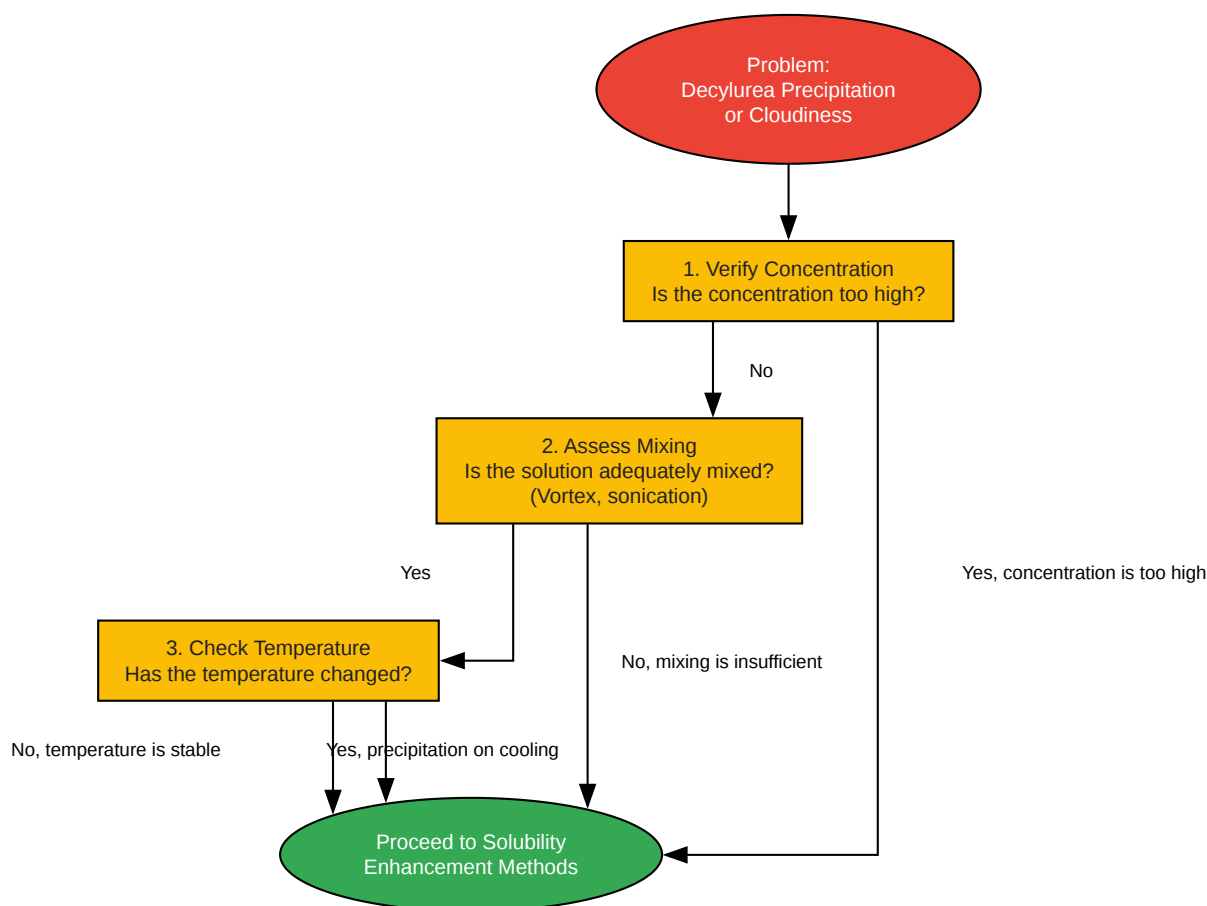 Problem:
Decylurea Precipitation
or Cloudiness
1. Verify Concentration
Is the concentration too high?
No
2. Assess Mixing
Is the solution adequately mixed?
(Vortex, sonication)
Yes
Yes, concentration is too high
3. Check Temperature
Has the temperature changed?
No, mixing is insufficient
No, temperature is stable
Yes, precipitation on cooling
Proceed to Solubility
Enhancement Methods